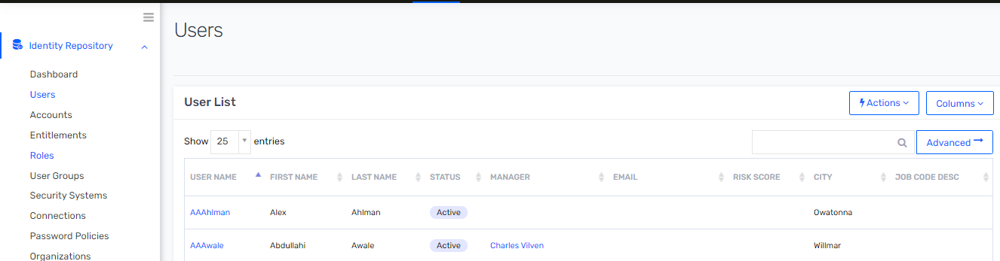 Users
Identity Repository
Dashboard
Users
Accounts
Entitlements
Roles
User Groups
Security Systems
Connections
Password Policies
Organizations
User List
Actions
Columns
Show 25 entries
Advanced
USER NAME FIRST NAME LAST NAME STATUS MANAGER EMAIL RISK SCORE CITY JOB CODE DESC
AAAhlman Alex Ahlman Active Owatonna
AAAwale Abdullahi Awale Active Charles Vilven Willmar